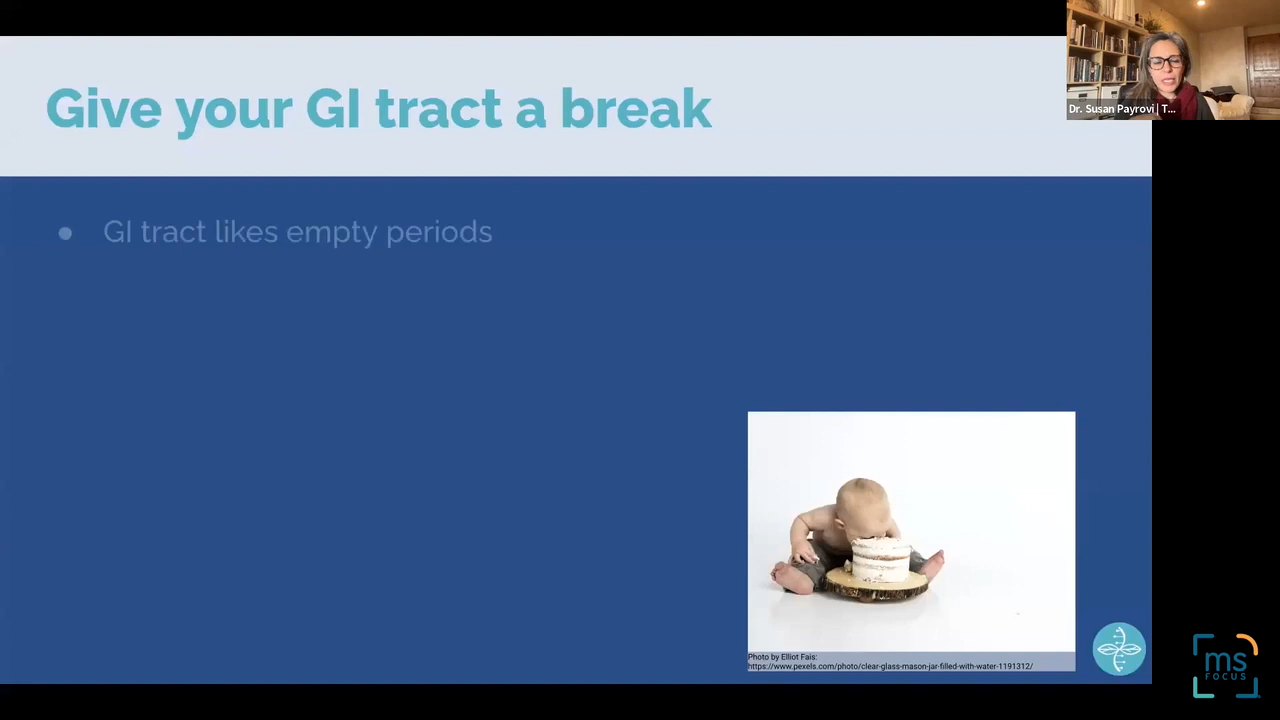 Give your GI tract a break
Dr. Susan Payrovi | T...
● GI tract likes empty periods
Photo by Elliot Fais:
https://www.pexels.com/photo/clear-glass-mason-jar-filled-with-water-1191312/
ms
FOCUS